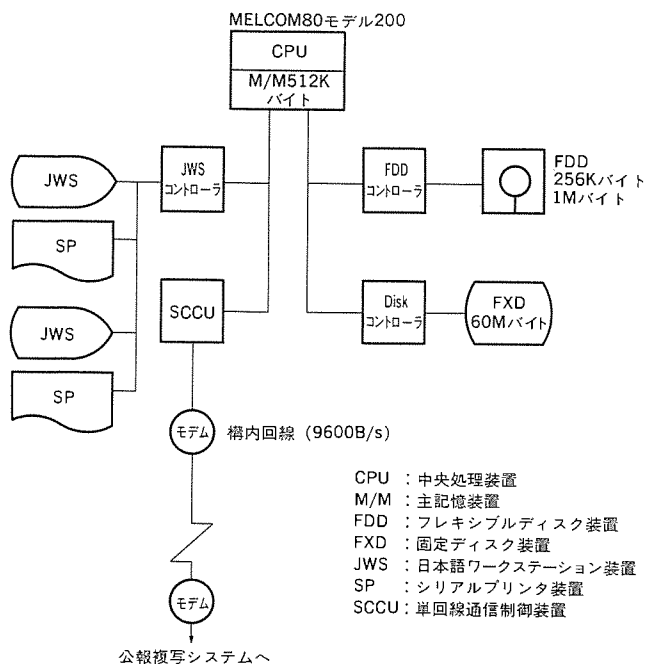 MELCOM80モデル200
CPU
M/M512K
バイト
JWS
コントローラ
FDD
コントローラ
FDD
256Kバイト
1Mバイト
JWS
SP
SCCU
Disk
コントローラ
FXD
60Mバイト
JWS
SP
モデム
構内回線 (9600B/s)
CPU : 中央処理装置
M/M : 主記憶装置
FDD : フレキシブルディスク装置
FXD : 固定ディスク装置
JWS : 日本語ワークステーション装置
SP : シリアルプリンタ装置
SCCU : 単回線通信制御装置
モデム
公報複写システムへ